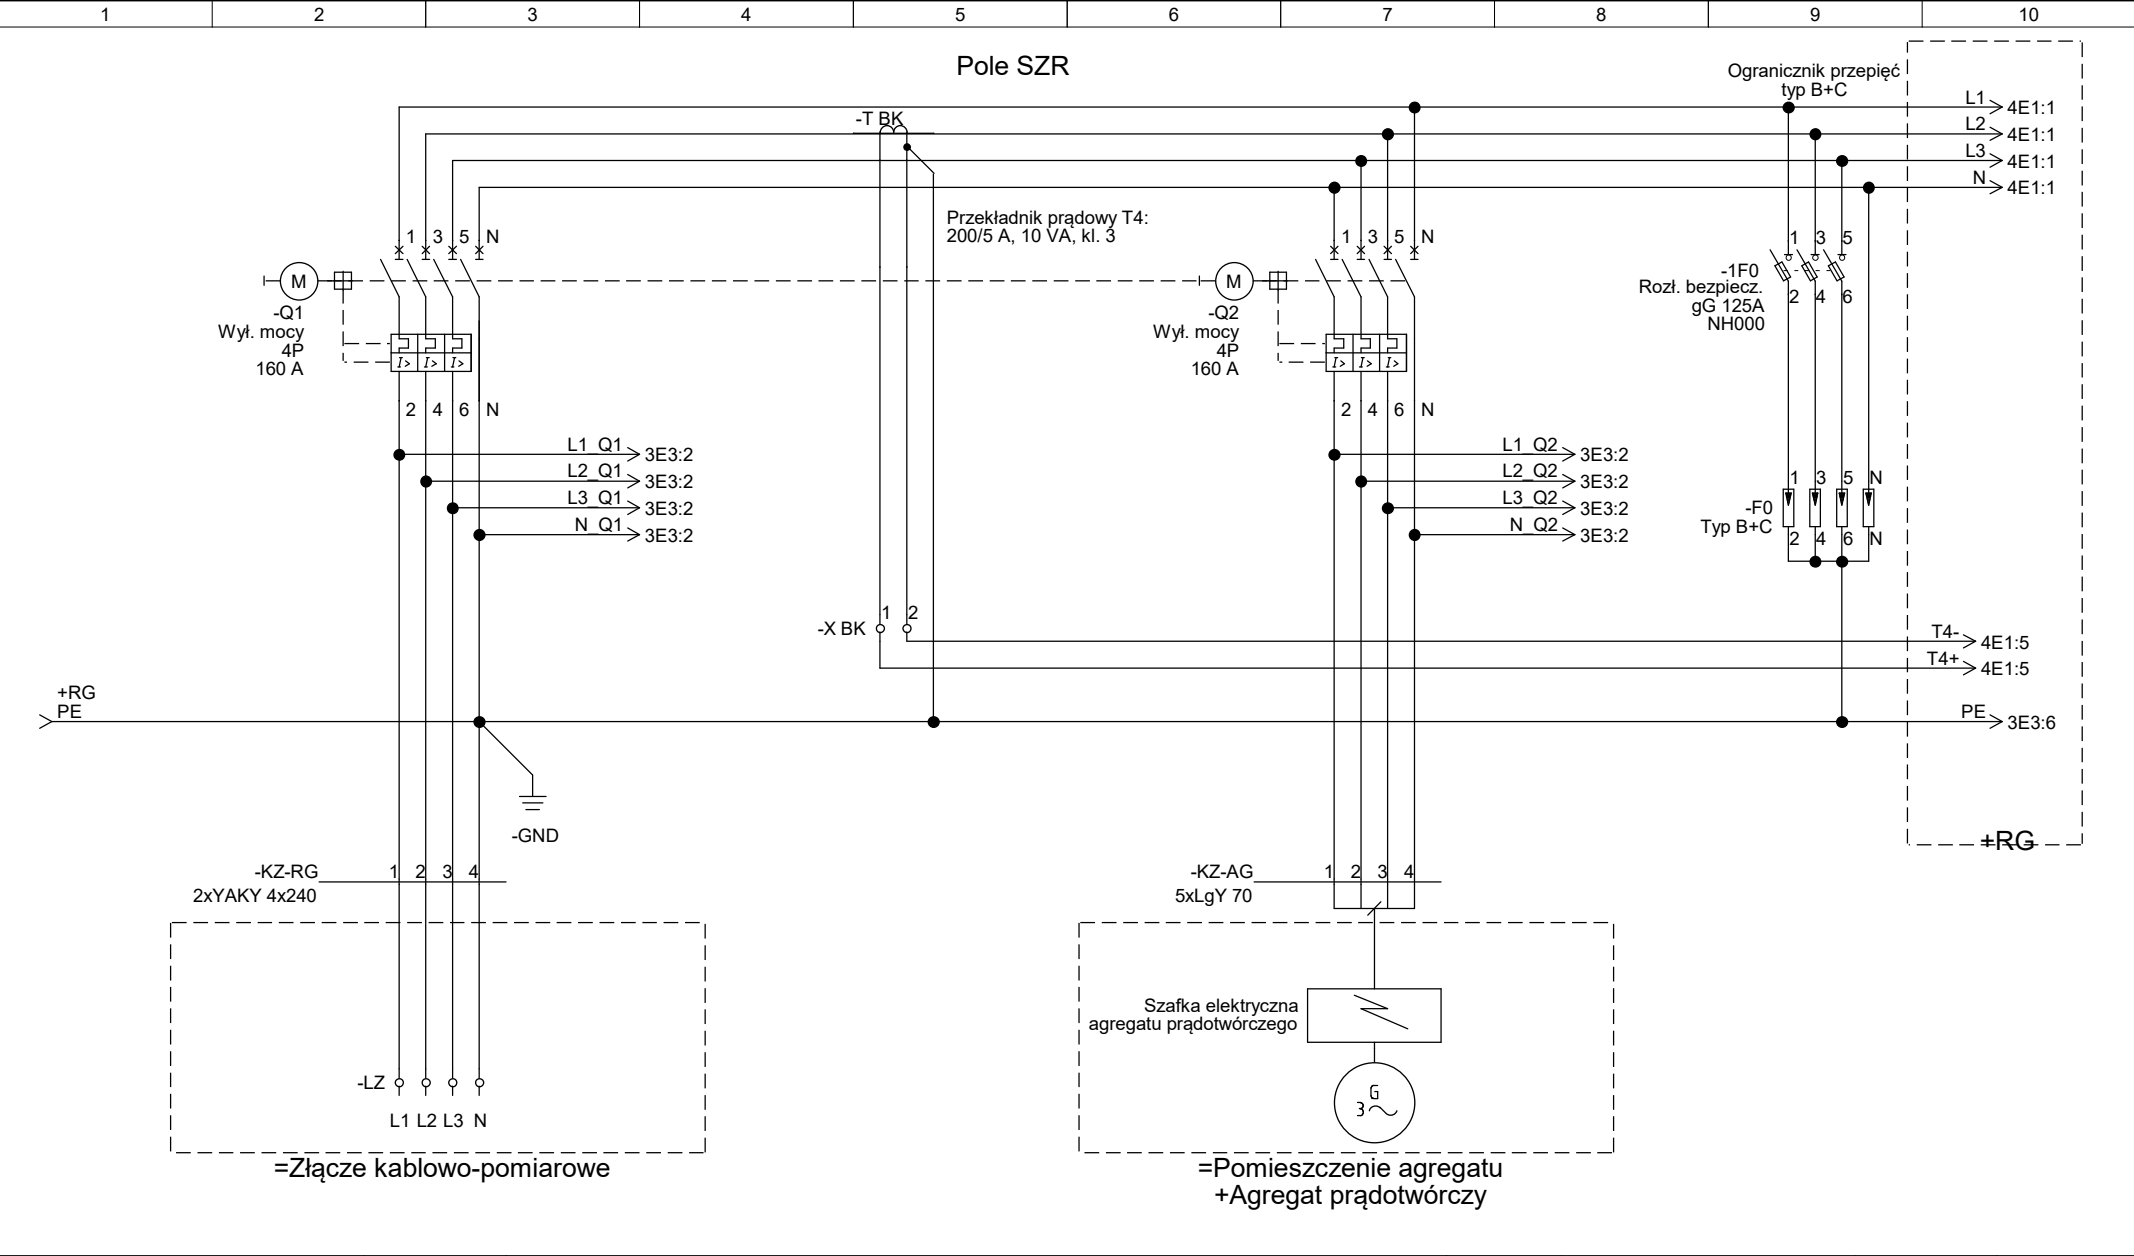 1 2 3 4 5 6 7 8 9 10
Pole SZR
Ogranicznik przepięć
typ B+C
L1 4E1:1
L2 4E1:1
L3 4E1:1
N 4E1:1
-T BK
Przekładnik prądowy T4:
200/5 A, 10 VA, kl. 3
1 3 5 N
M
-Q1
Wył. mocy
4P
160 A
I> I> I>
2 4 6 N
L1_Q1 3E3:2
L2_Q1 3E3:2
L3_Q1 3E3:2
N_Q1 3E3:2
1 3 5 N
M
-Q2
Wył. mocy
4P
160 A
I> I> I>
2 4 6 N
L1_Q2 3E3:2
L2_Q2 3E3:2
L3_Q2 3E3:2
N_Q2 3E3:2
1 3 5
-1F0
Rozł. bezpiecz.
gG 125A
NH000
2 4 6
1 3 5 N
-F0
Typ B+C
2 4 6 N
-X BK 1 2
T4- 4E1:5
T4+ 4E1:5
+RG
PE
PE 3E3:6
-GND
+RG
-KZ-RG 1 2 3 4
2xYAKY 4x240
-KZ-AG 1 2 3 4
5xLgY 70
Szafka elektryczna
agregatu prądotwórczego
G
3
-LZ
L1 L2 L3 N
=Złącze kablowo-pomiarowe
=Pomieszczenie agregatu
+Agregat prądotwórczy